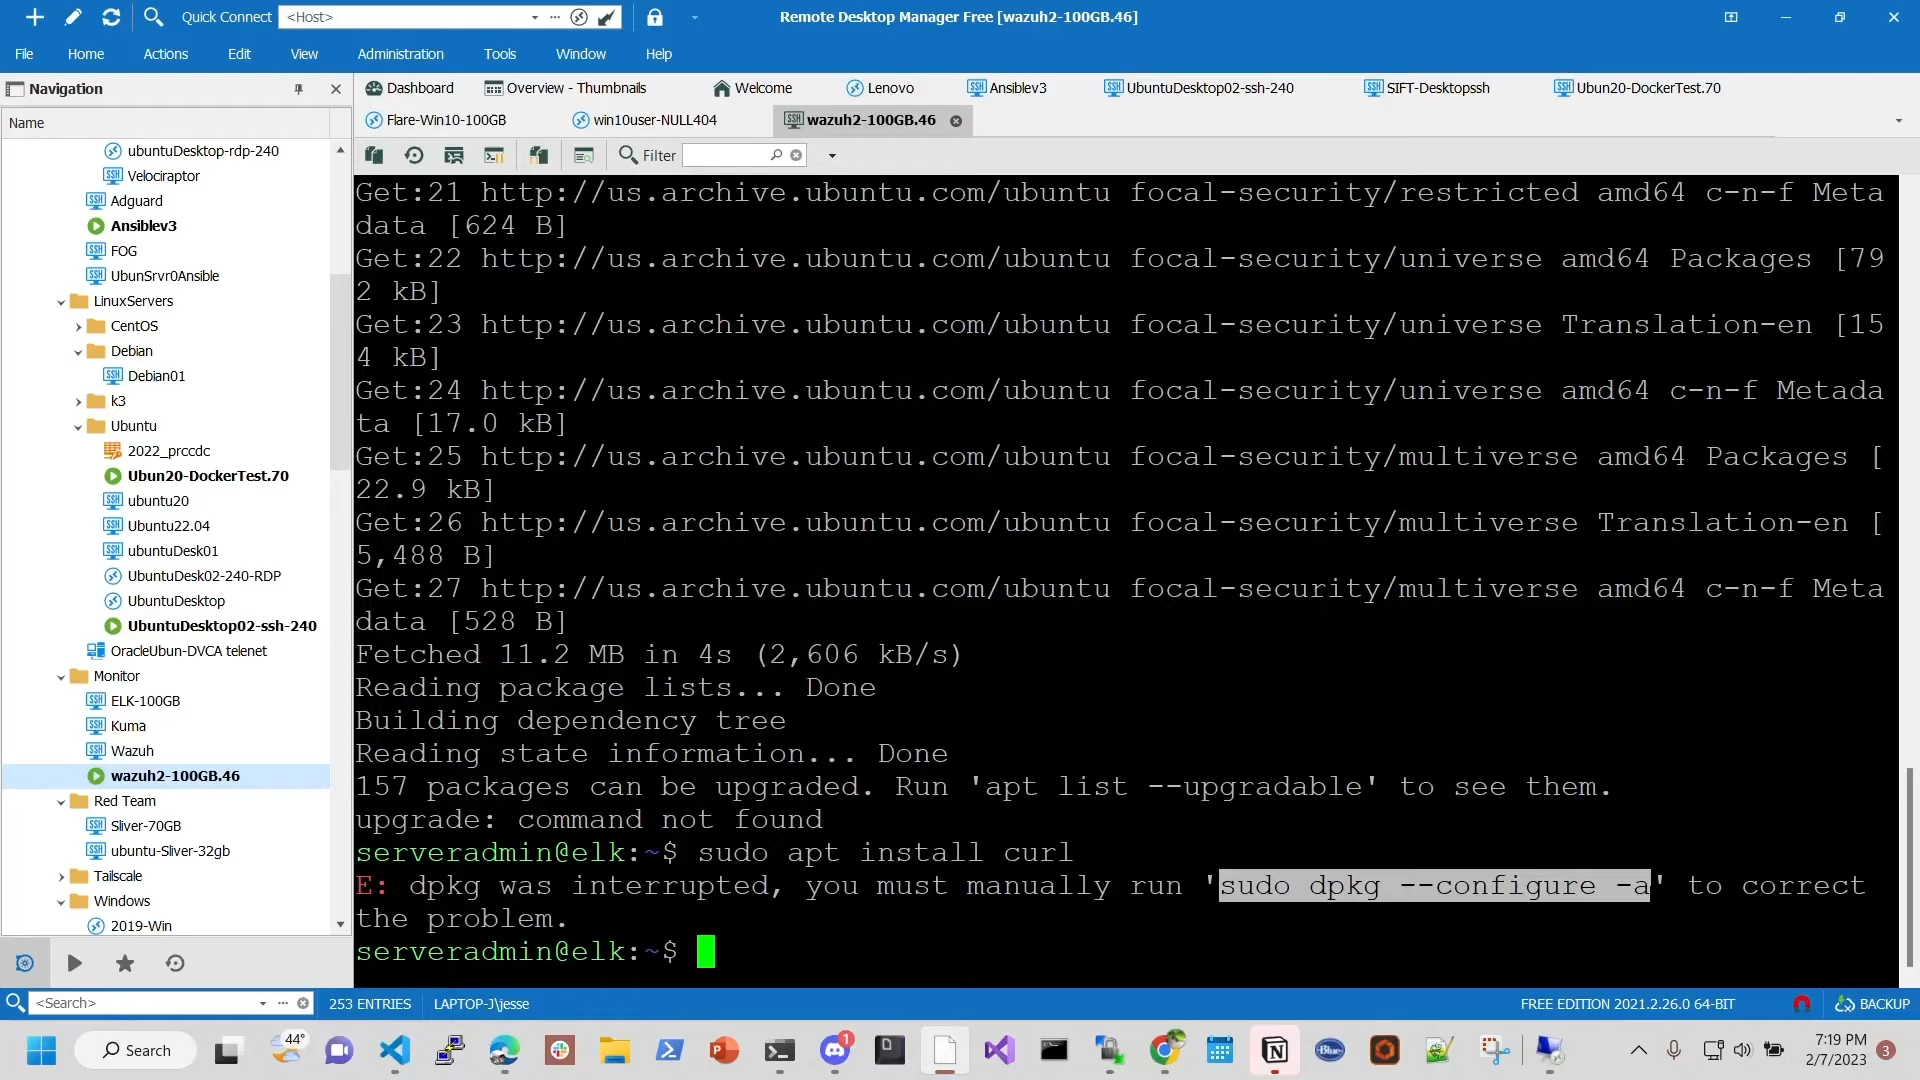 Quick Connect <Host> Remote Desktop Manager Free [wazuh2-100GB.46]
File Home Actions Edit View Administration Tools Window Help
Navigation
Dashboard Overview - Thumbnails Welcome Lenovo Ansiblev3 UbuntuDesktop02-ssh-240 SIFT-Desktopssh Ubun20-DockerTest.70
Flare-Win10-100GB win10user-NULL404 wazuh2-100GB.46
Filter
Name
ubuntuDesktop-rdp-240
Velociraptor
Adguard
Ansiblev3
FOG
UbunSrvr0Ansible
LinuxServers
CentOS
Debian
Debian01
k3
Ubuntu
2022_prccdc
Ubun20-DockerTest.70
ubuntu20
Ubuntu22.04
ubuntuDesk01
UbuntuDesk02-240-RDP
UbuntuDesktop
UbuntuDesktop02-ssh-240
OracleUbun-DVCA telenet
Monitor
ELK-100GB
Kuma
Wazuh
wazuh2-100GB.46
Red Team
Sliver-70GB
ubuntu-Sliver-32gb
Tailscale
Windows
2019-Win
Get:21 http://us.archive.ubuntu.com/ubuntu focal-security/restricted amd64 c-n-f Meta
data [624 B]
Get:22 http://us.archive.ubuntu.com/ubuntu focal-security/universe amd64 Packages [79
2 kB]
Get:23 http://us.archive.ubuntu.com/ubuntu focal-security/universe Translation-en [15
4 kB]
Get:24 http://us.archive.ubuntu.com/ubuntu focal-security/universe amd64 c-n-f Metada
ta [17.0 kB]
Get:25 http://us.archive.ubuntu.com/ubuntu focal-security/multiverse amd64 Packages [
22.9 kB]
Get:26 http://us.archive.ubuntu.com/ubuntu focal-security/multiverse Translation-en [
5,488 B]
Get:27 http://us.archive.ubuntu.com/ubuntu focal-security/multiverse amd64 c-n-f Meta
data [528 B]
Fetched 11.2 MB in 4s (2,606 kB/s)
Reading package lists... Done
Building dependency tree
Reading state information... Done
157 packages can be upgraded. Run 'apt list --upgradable' to see them.
upgrade: command not found
serveradmin@elk:~$ sudo apt install curl
E: dpkg was interrupted, you must manually run 'sudo dpkg --configure -a' to correct
the problem.
serveradmin@elk:~$
<Search> 253 ENTRIES LAPTOP-J\jesse FREE EDITION 2021.2.26.0 64-BIT BACKUP
Search 44° 1 Blue 7:19 PM
2/7/2023 3